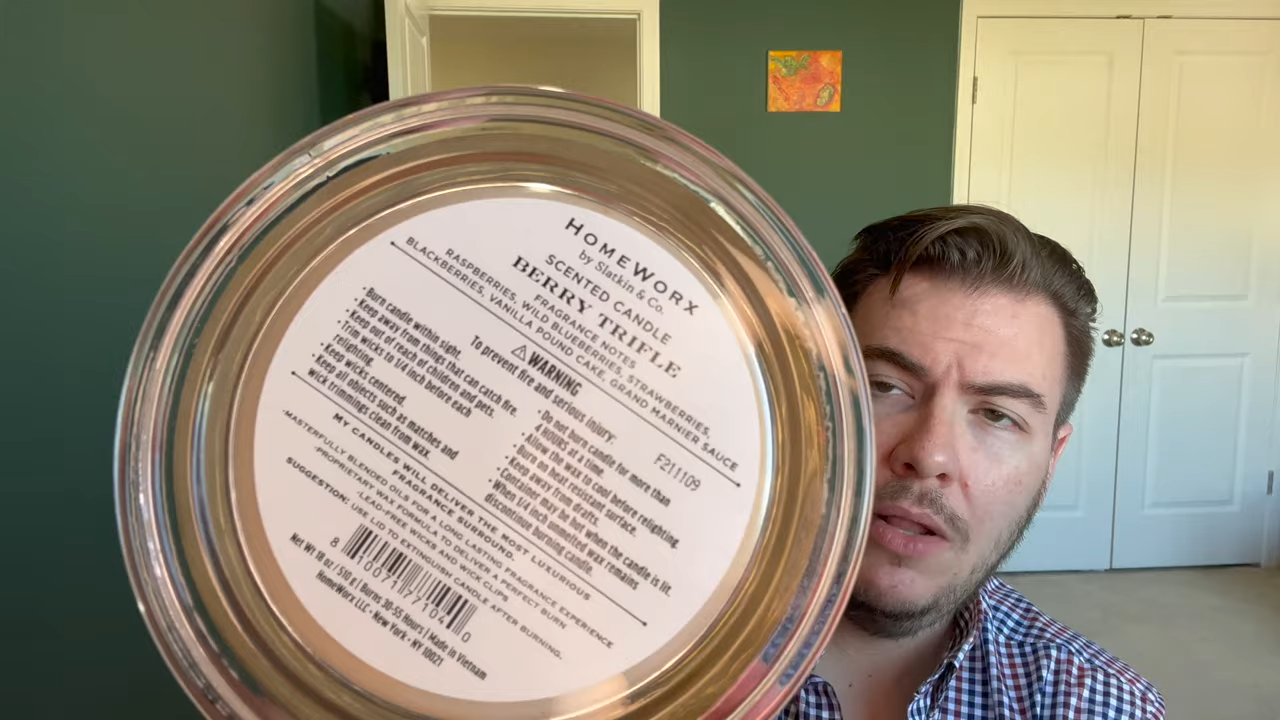 HOMEWORX
by Slatkin & Co.
SCENTED CANDLE
BERRY TRIFLE
FRAGRANCE NOTES
RASPBERRIES, WILD BLUEBERRIES, STRAWBERRIES,
BLACKBERRIES, VANILLA POUND CAKE, GRAND MARNIER SAUCE
F211109
⚠ WARNING
To prevent fire and serious injury:
• Burn candle within sight.
• Keep away from things that can catch fire.
• Keep out of reach of children and pets.
• Trim wicks to 1/4 inch before each
relighting.
• Keep wicks centered.
• Keep all objects such as matches and
wick trimmings clean from wax.
• Do not burn candle for more than
4 HOURS at a time.
• Allow the wax to cool before relighting.
• Burn on heat resistant surface.
• Keep away from drafts.
• Container may be hot when the candle is lit.
• When 1/4 inch unmelted wax remains
discontinue burning candle.
MY CANDLES WILL DELIVER THE MOST LUXURIOUS
FRAGRANCE SURROUND.
-MASTERFULLY BLENDED OILS FOR A LONG LASTING FRAGRANCE EXPERIENCE
-PROPRIETARY WAX FORMULA TO DELIVER A PERFECT BURN
-LEAD-FREE WICKS AND WICK CLIPS
SUGGESTION: USE LID TO EXTINGUISH CANDLE AFTER BURNING.
8 10071 77104 0
Net Wt 18 oz / 510 g | Burns 30-55 Hours | Made in Vietnam
HomeWorx LLC • New York • NY 10021